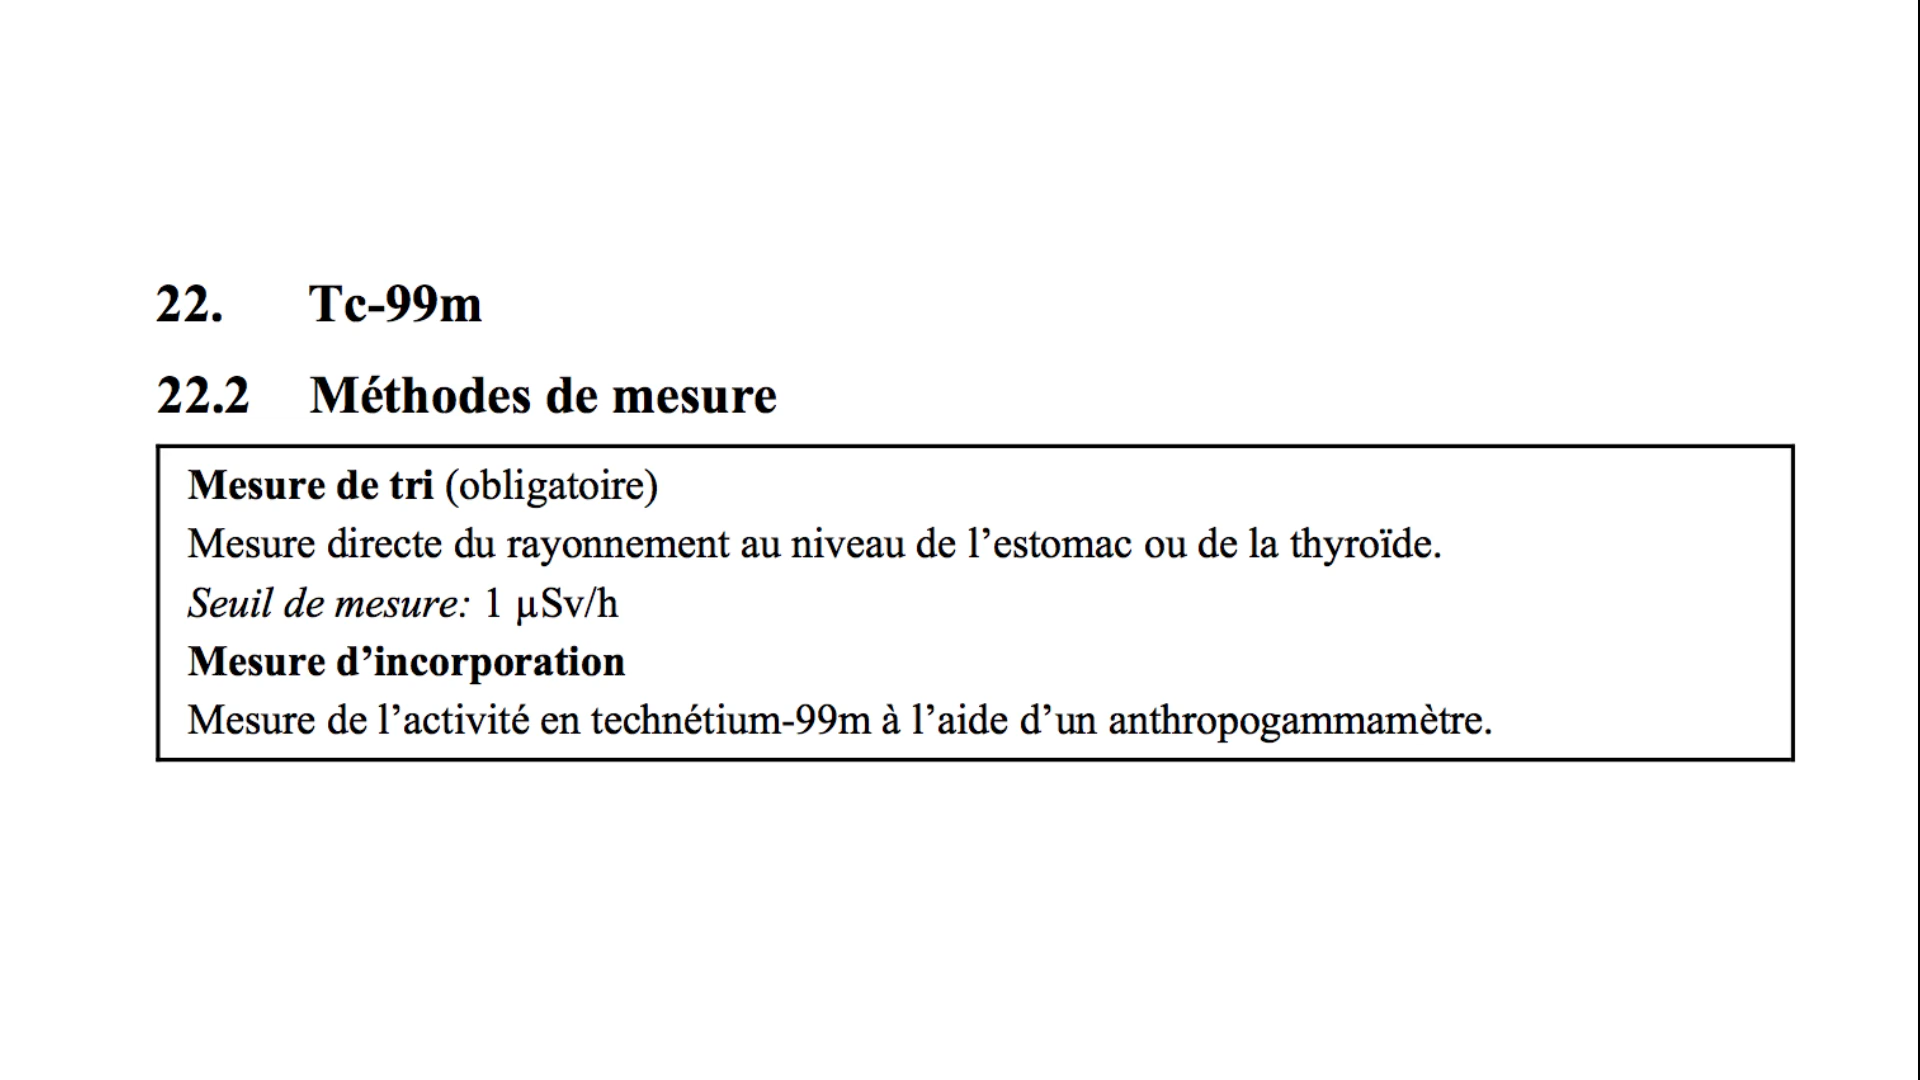 22. Tc-99m
22.2 Méthodes de mesure
Mesure de tri (obligatoire)
Mesure directe du rayonnement au niveau de l’estomac ou de la thyroïde.
Seuil de mesure: 1 µSv/h
Mesure d’incorporation
Mesure de l’activité en technétium-99m à l’aide d’un anthropogammamètre.